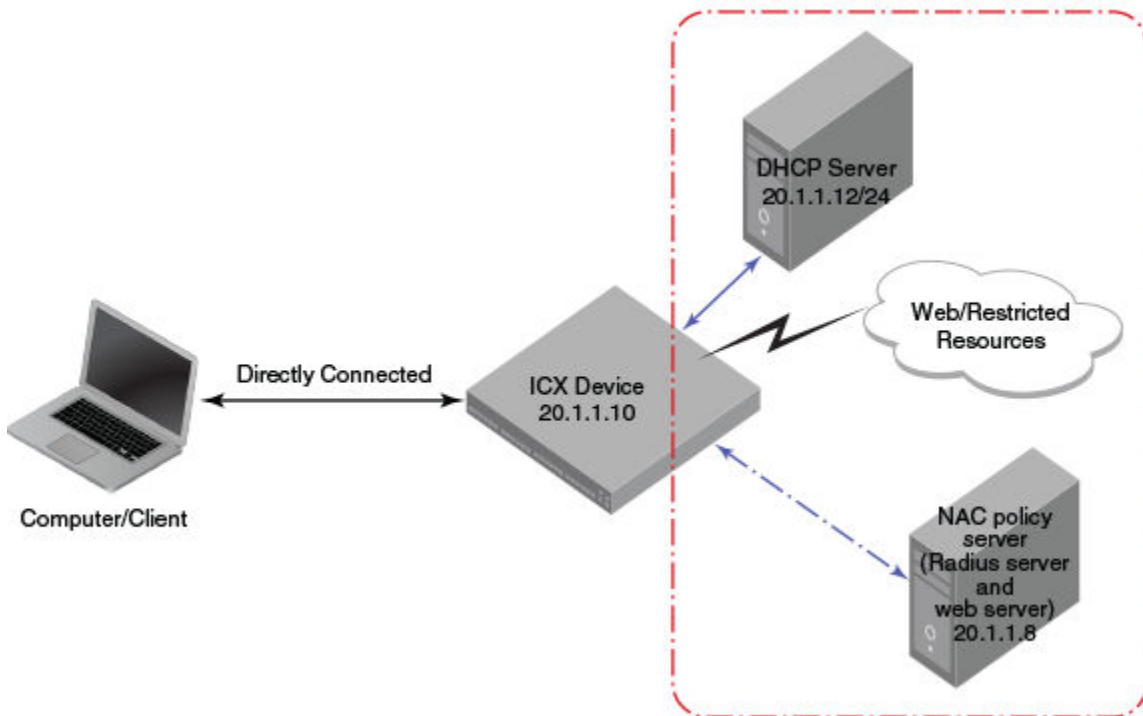 DHCP Server
20.1.1.12/24
Web/Restricted
Resources
Directly Connected
ICX Device
20.1.1.10
Computer/Client
NAC policy
server
(Radius server
and
web server)
20.1.1.8